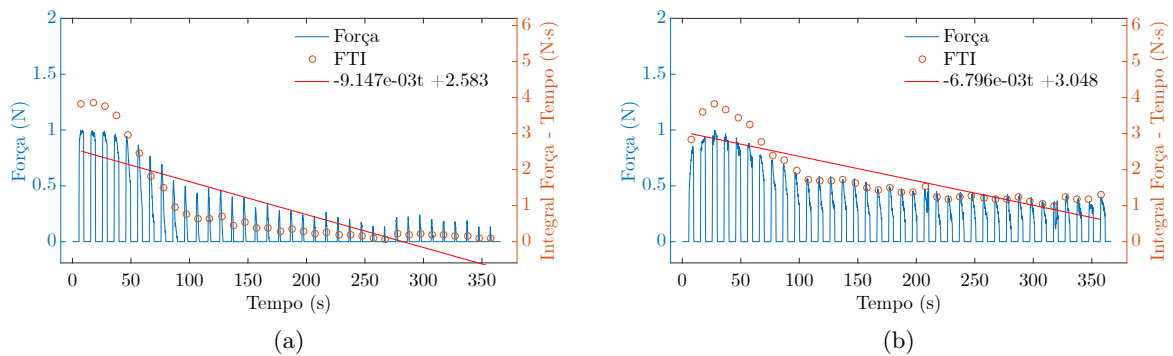 2
1.5
1
0.5
0
Força (N)
0 50 100 150 200 250 300 350
Tempo (s)
6
5
4
3
2
1
0
Integral Força - Tempo (N·s)
Força
FTI
-9.147e-03t +2.583
(a)
2
1.5
1
0.5
0
Força (N)
0 50 100 150 200 250 300 350
Tempo (s)
6
5
4
3
2
1
0
Integral Força - Tempo (N·s)
Força
FTI
-6.796e-03t +3.048
(b)